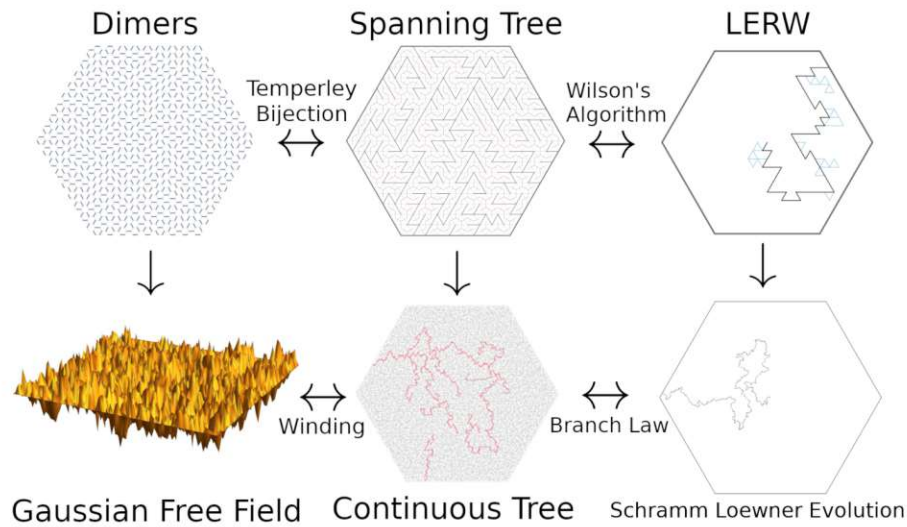 Dimers
Spanning Tree
LERW
Temperley
Bijection
Wilson's
Algorithm
Winding
Branch Law
Gaussian Free Field
Continuous Tree
Schramm Loewner Evolution